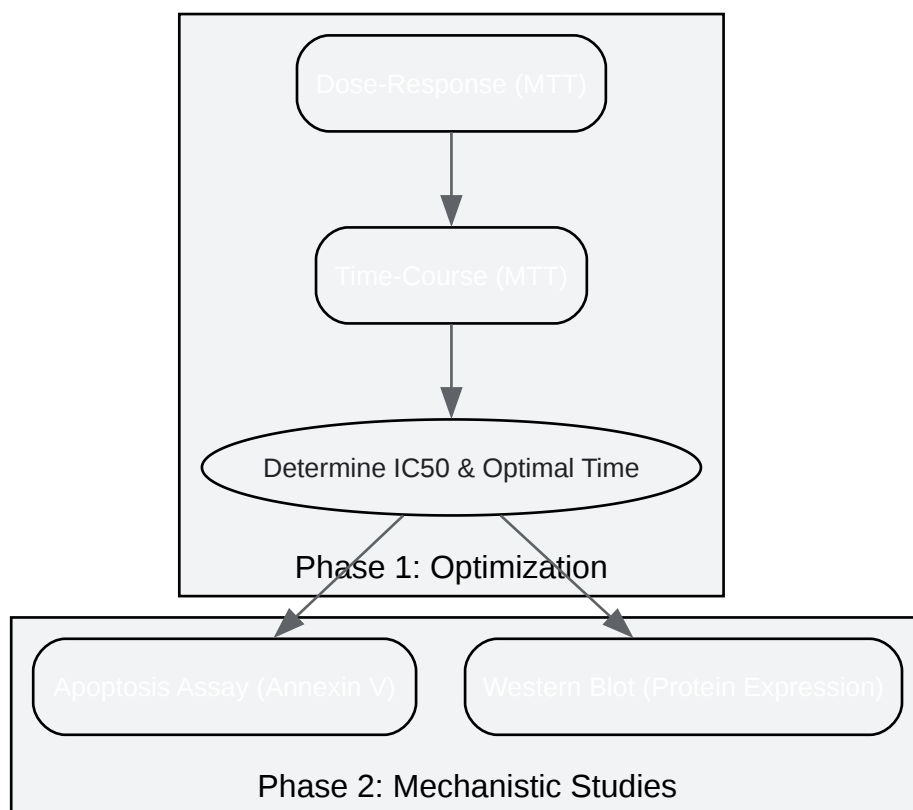 Dose-Response (MTT)
Time-Course (MTT)
Determine IC50 & Optimal Time
Phase 1: Optimization
Apoptosis Assay (Annexin V)
Western Blot (Protein Expression)
Phase 2: Mechanistic Studies